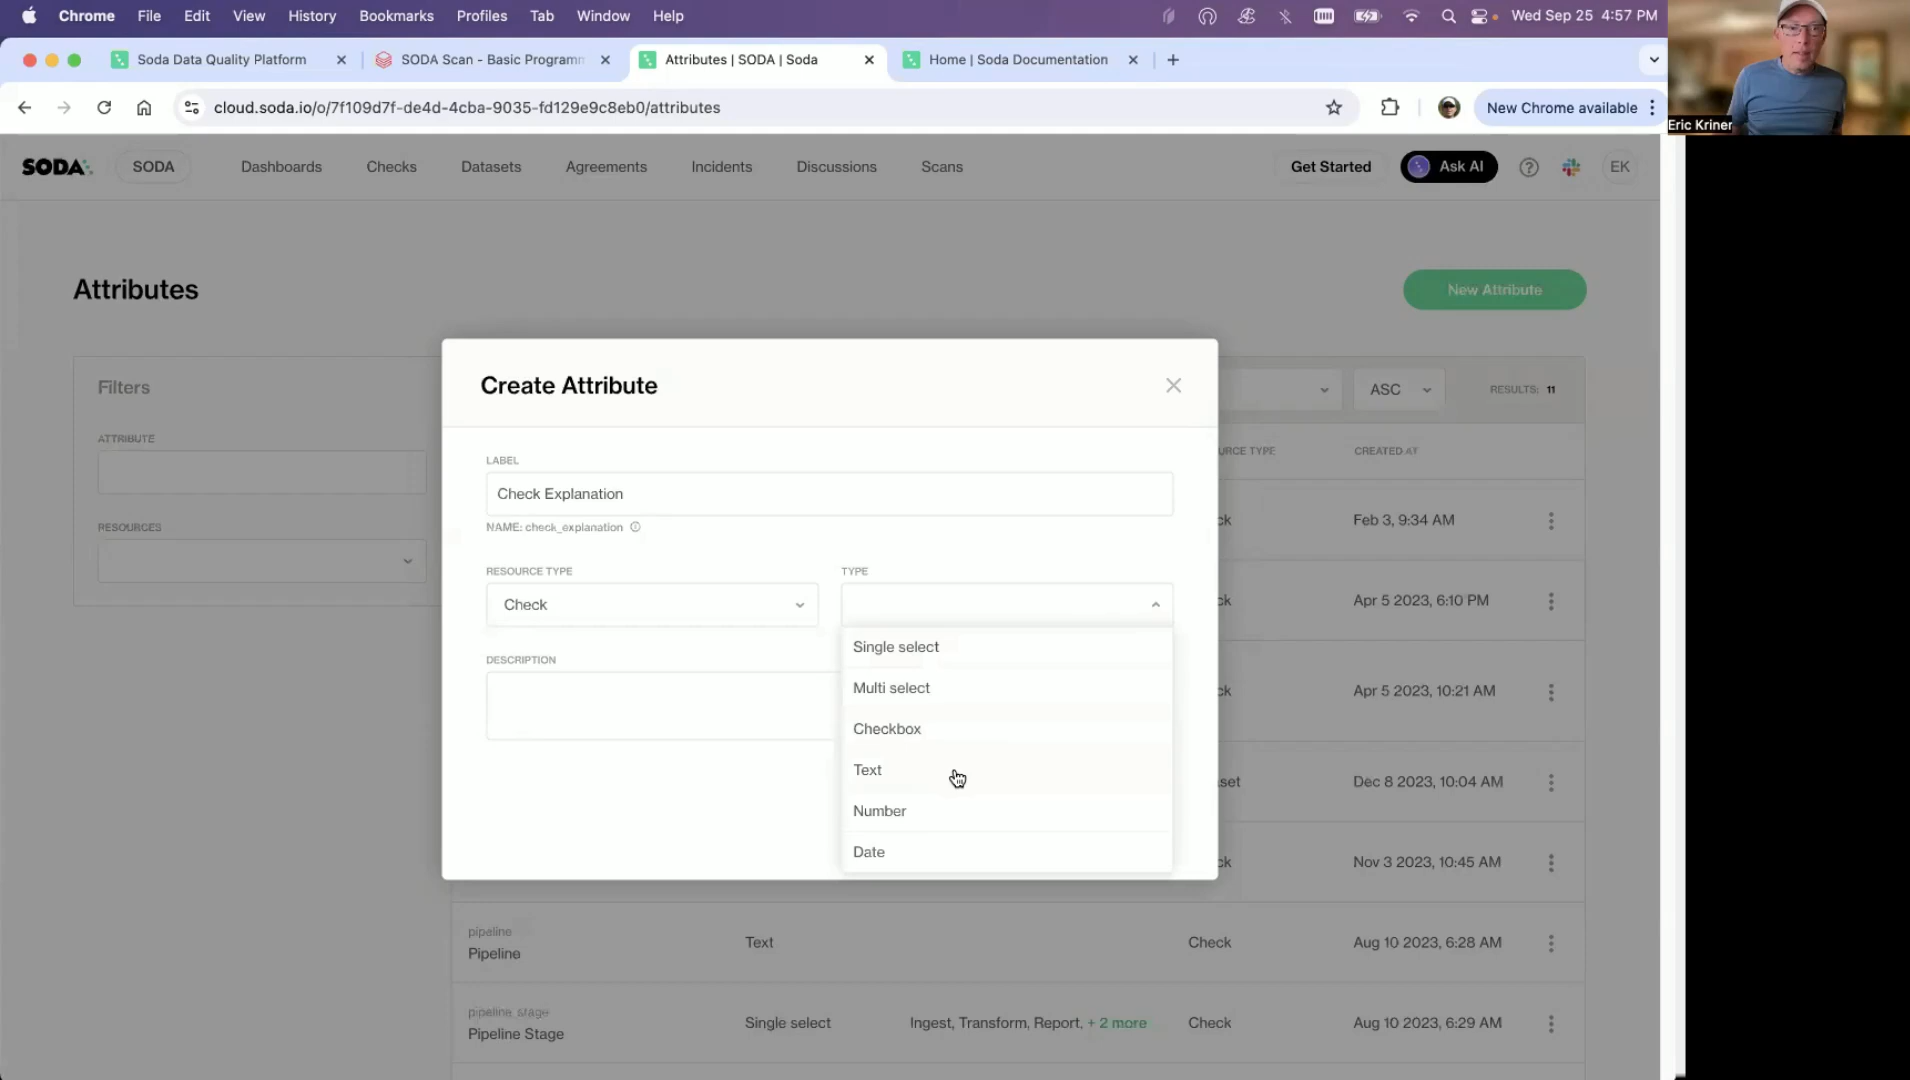 Chrome File Edit View History Bookmarks Profiles Tab Window Help Wed Sep 25 4:57 PM
Soda Data Quality Platform SODA Scan - Basic Programm Attributes | SODA | Soda Home | Soda Documentation
cloud.soda.io/o/7f109d7f-de4d-4cba-9035-fd129e9c8eb0/attributes New Chrome available
Eric Kriner
SODA SODA Dashboards Checks Datasets Agreements Incidents Discussions Scans Get Started Ask AI EK
Attributes New Attribute
Filters
ATTRIBUTE
RESOURCES
ASC RESULTS: 11
URCE TYPE CREATED AT
Create Attribute
LABEL
Check Explanation
NAME: check_explanation
RESOURCE TYPE TYPE
Check
DESCRIPTION
Single select
Multi select
Checkbox
Text
Number
Date
ck Feb 3, 9:34 AM
ck Apr 5 2023, 6:10 PM
ck Apr 5 2023, 10:21 AM
set Dec 8 2023, 10:04 AM
ck Nov 3 2023, 10:45 AM
pipeline
Pipeline Text Check Aug 10 2023, 6:28 AM
pipeline_stage
Pipeline Stage Single select Ingest, Transform, Report, + 2 more Check Aug 10 2023, 6:29 AM